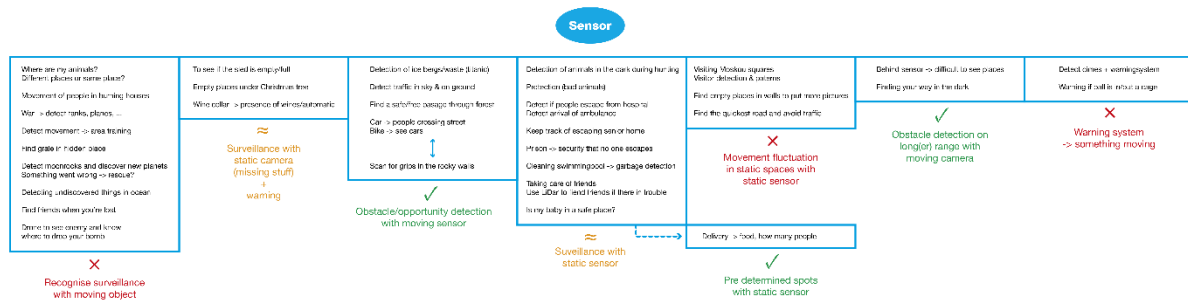 Sensor
Where are my animals?
Different places or same place?
Movement of people in burning houses
War -> detect tanks, planes, ...
Detect movement -> area training
Find grale in hidden place
Detect moonrocks and discover new planets
Something went wrong -> rescue?
Detecting undiscovered things in ocean
Find friends when you're lost
Drone to see enemy and know
where to drop your bomb
Recognise surveillance
with moving object
To see if the sled is empty/full
Empty places under Christmas tree
Wine cellar -> presence of wines/automatic
Surveillance with
static camera
(missing stuff)
+
warning
Detection of ice bergs/waste (titanic)
Detect traffic in sky & on ground
Find a safe/free pasage through forest
Car -> people crossing street
Bike -> see cars
Scan for grips in the rocky walls
Obstacle/opportunity detection
with moving sensor
Detection of animals in the dark during hunting
Protection (bad animals)
Detect if people escape from hospital
Detect arrival of ambulance
Keep track of escaping senior home
Prison -> security that no one escapes
Cleaning swimmingpool -> garbage detection
Taking care of friends
Use LiDar to fiend friends if there in trouble
Is my baby in a safe place?
Suveillance with
static sensor
Visiting Moskou squares
Visitor detection & paterns
Find empty places in walls to put more pictures
Find the quickest road and avoid traffic
Movement fluctuation
in static spaces with
static sensor
Delivery -> food, how many people
Pre determined spots
with static sensor
Behind sensor -> difficult to see places
Finding your way in the dark
Obstacle detection on
long(er) range with
moving camera
Detect crimes + warningsystem
Warning if ball is in/out a cage
Warning system
-> something moving